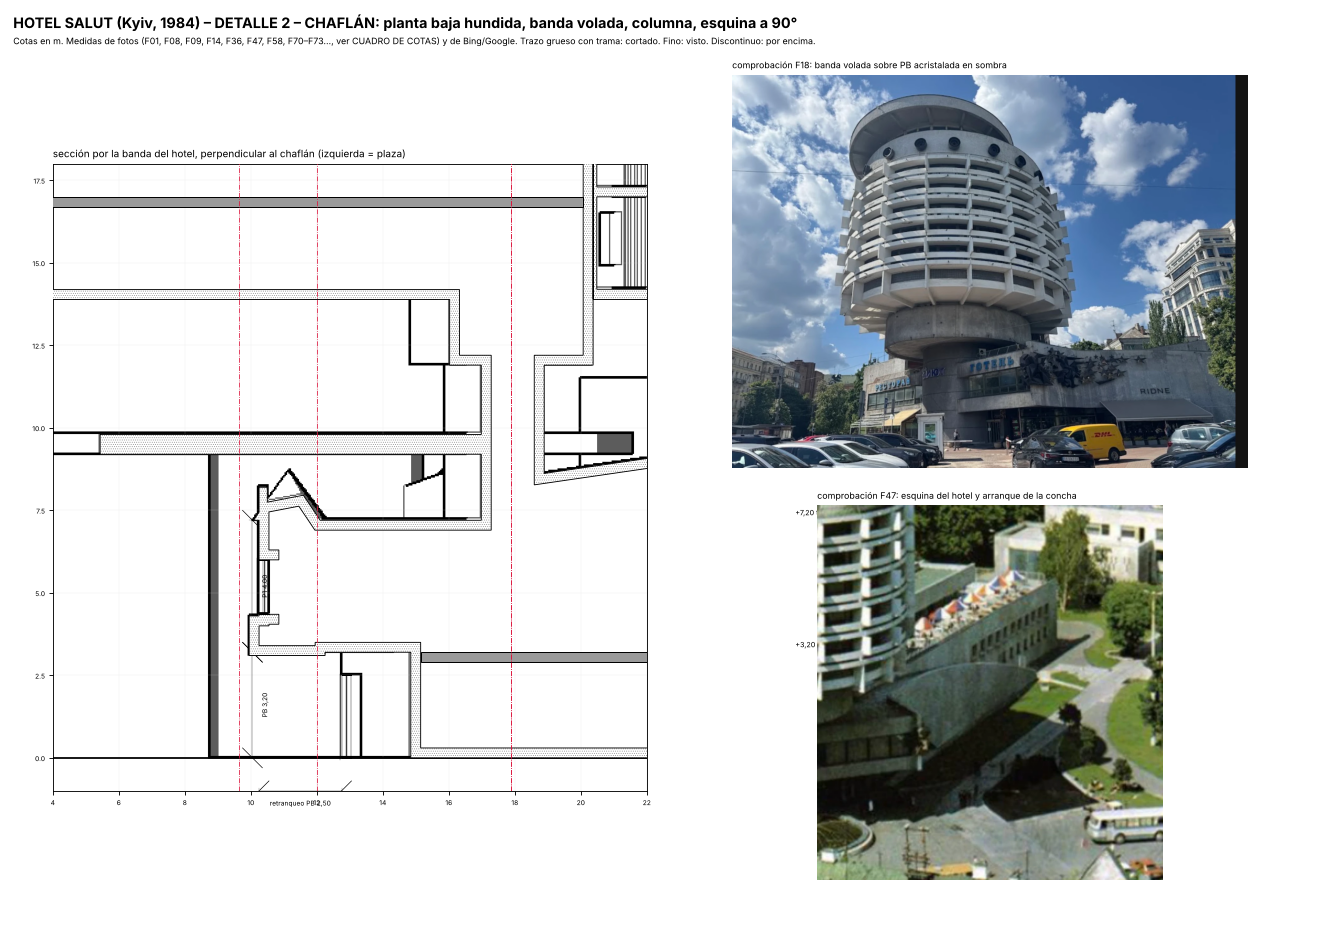 HOTEL SALUT (Kyiv, 1984) – DETALLE 2 – CHAFLÁN: planta baja hundida, banda volada, columna, esquina a 90°
Cotas en m. Medidas de fotos (F01, F08, F09, F14, F36, F47, F58, F70–F73..., ver CUADRO DE COTAS) y de Bing/Google. Trazo grueso con trama: cortado. Fino: visto. Discontinuo: por encima.
comprobación F18: banda volada sobre PB acristalada en sombra
РЕСТОРАН
ГОТЕЛЬ
RIONE
DHL
sección por la banda del hotel, perpendicular al chaflán (izquierda = plaza)
17.5
15.0
12.5
10.0
7.5
5.0
2.5
0.0
PB 3,20
4
6
8
10
12
14
16
18
20
22
retranqueo PB 2,50
comprobación F47: esquina del hotel y arranque de la concha
+7,20
+3,20